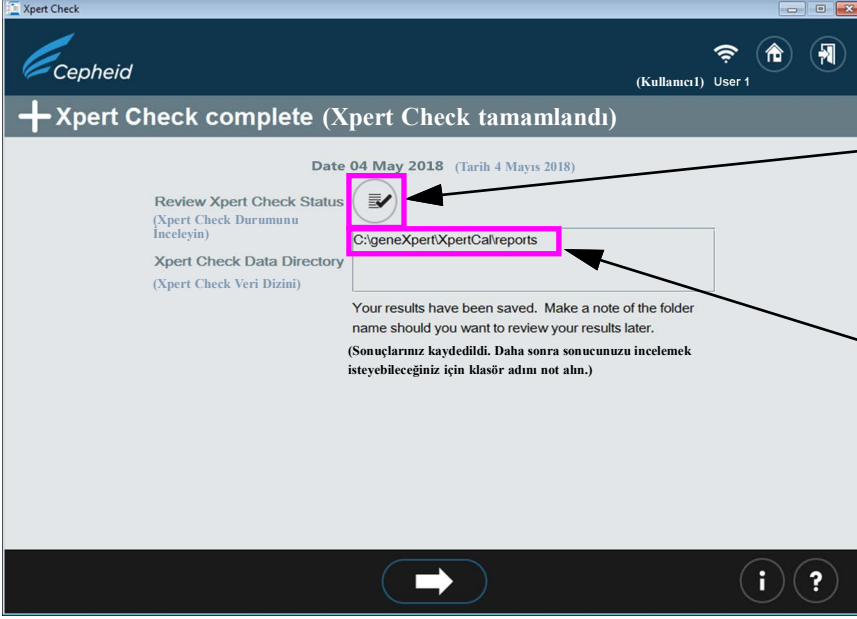 Xpert Check
Cepheid
(Kullanıcı1) User 1
Xpert Check complete (Xpert Check tamamlandı)
Date 04 May 2018 (Tarih 4 Mayıs 2018)
Review Xpert Check Status
(Xpert Check Durumunu
İnceleyin)
C:\geneXpert\XpertCal\reports
Xpert Check Data Directory
(Xpert Check Veri Dizini)
Your results have been saved. Make a note of the folder
name should you want to review your results later.
(Sonuçlarınız kaydedildi. Daha sonra sonucunuzu incelemek
isteyebileceğiniz için klasör adını not alın.)
i ?